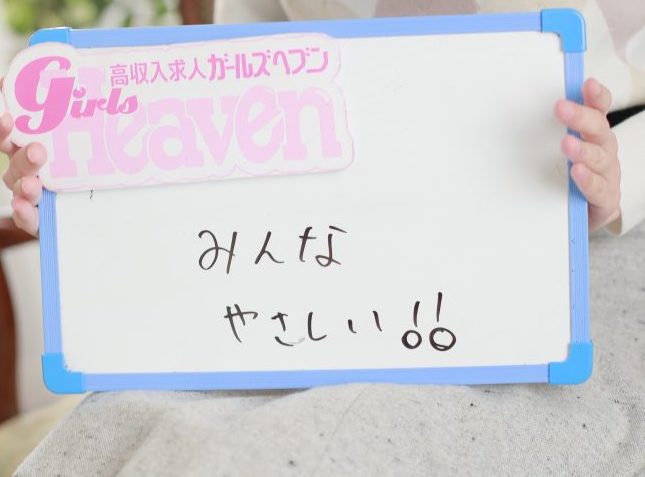 高収入求人ガールズヘブン
Girls
Heaven
みんな
やさしい!!